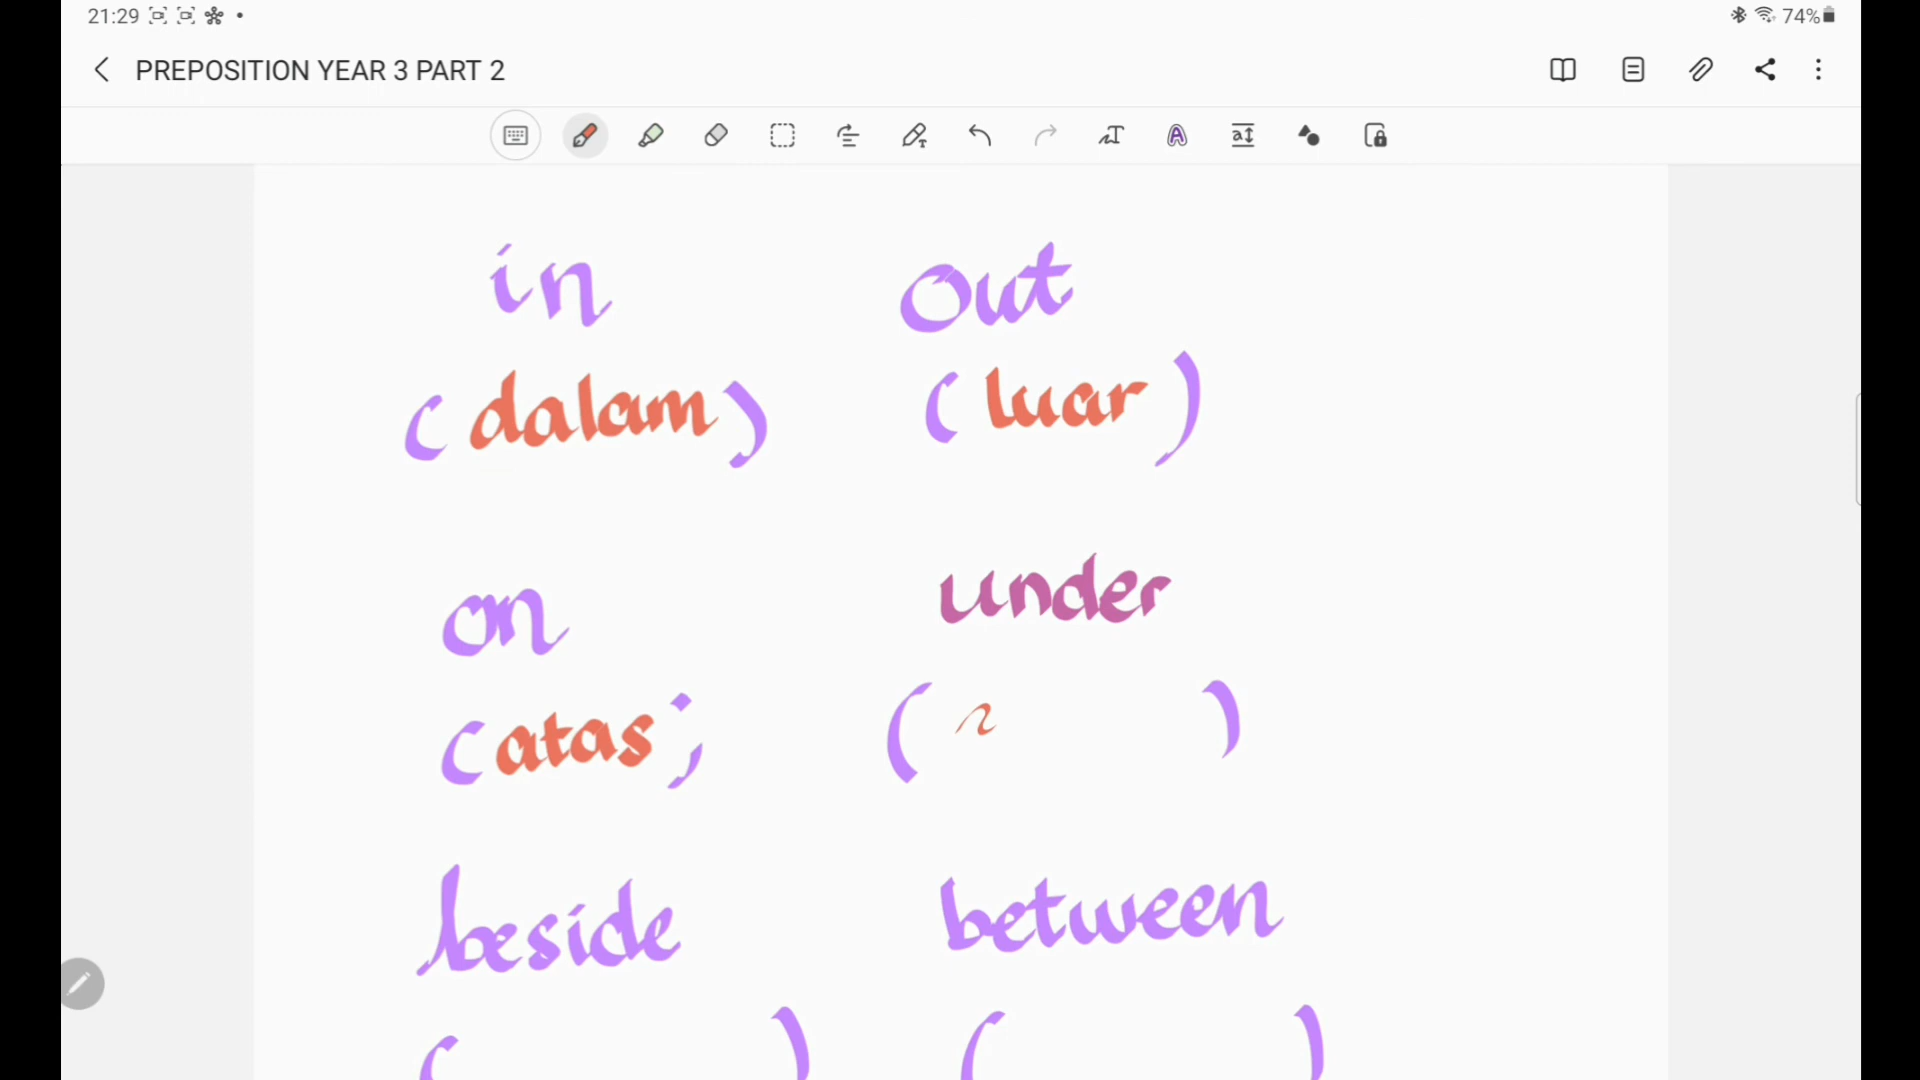 21:29 74%
PREPOSITION YEAR 3 PART 2
in out
(dalam) (luar)
on under
(atas) ( )
beside between
( ) ( )